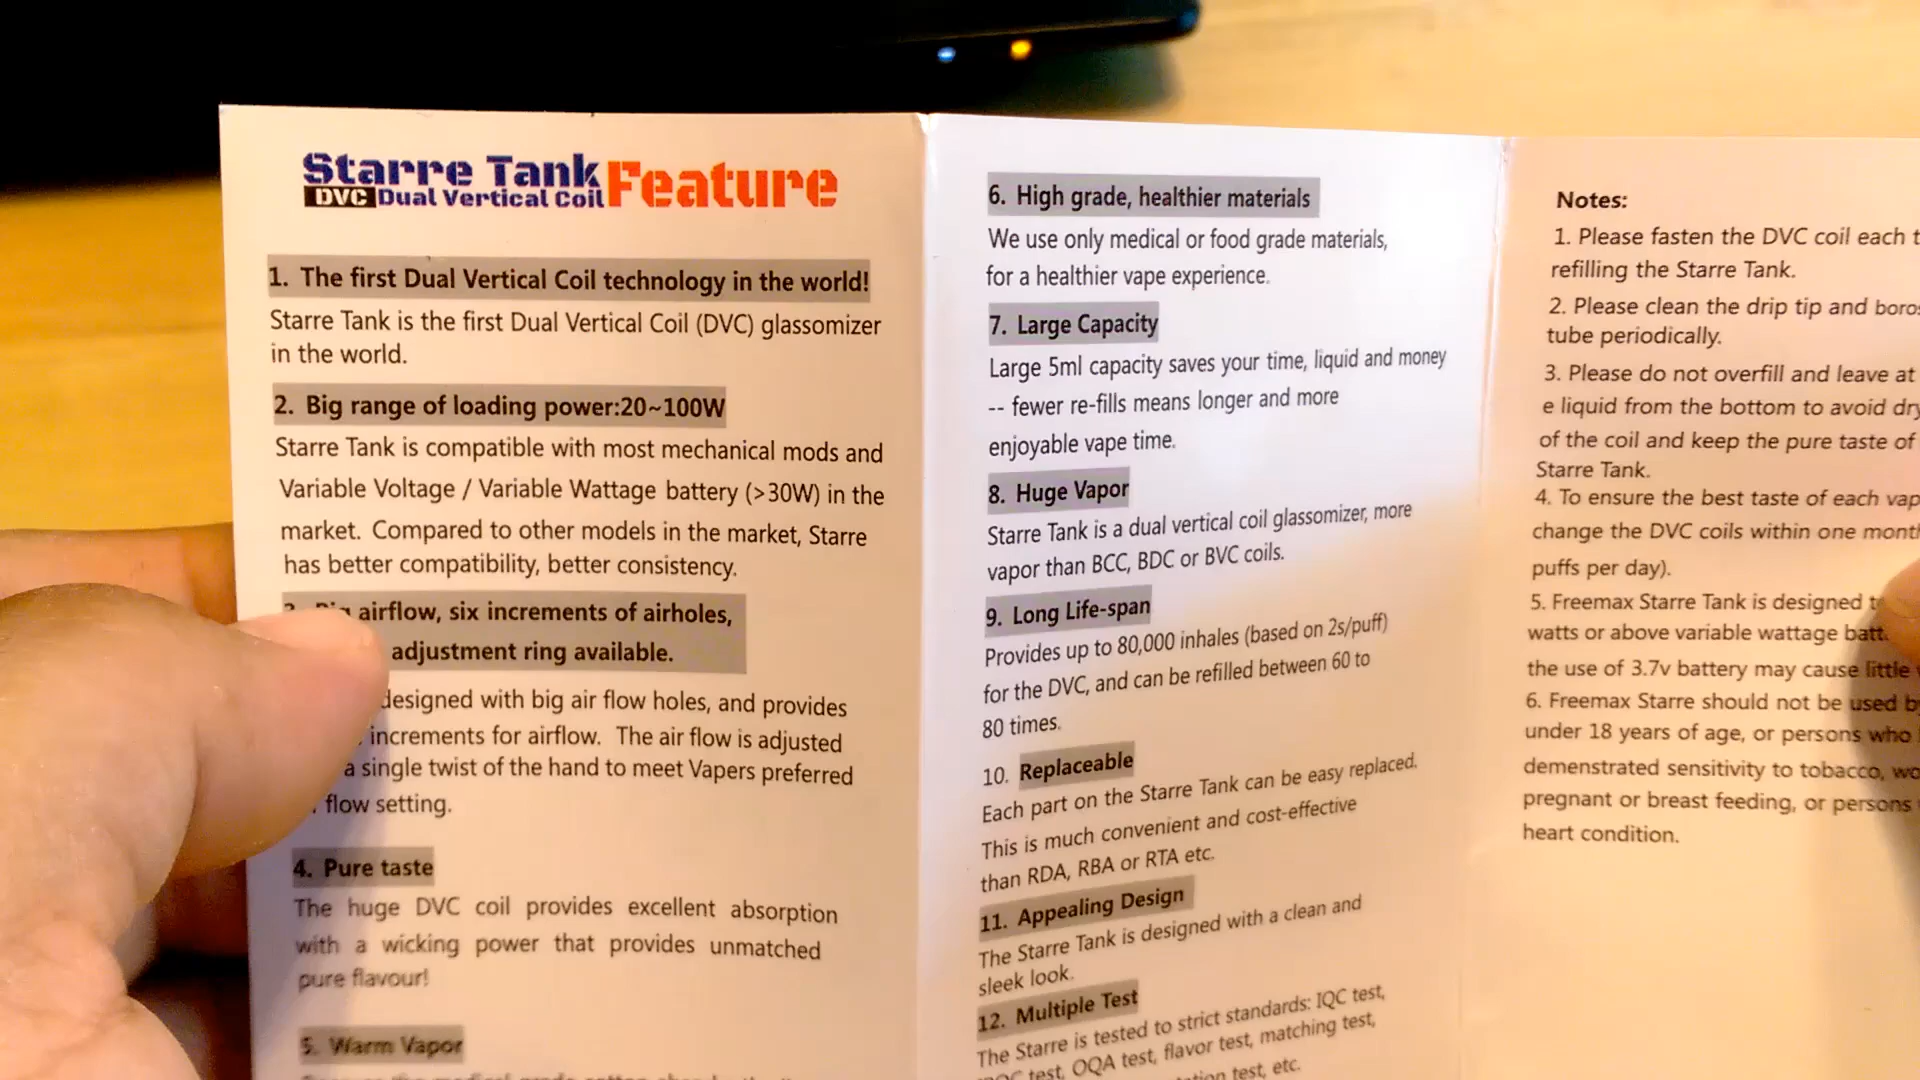 Starre Tank Feature
DVC Dual Vertical Coil
1. The first Dual Vertical Coil technology in the world!
Starre Tank is the first Dual Vertical Coil (DVC) glassomizer
in the world.
2. Big range of loading power:20~100W
Starre Tank is compatible with most mechanical mods and
Variable Voltage / Variable Wattage battery (>30W) in the
market. Compared to other models in the market, Starre
has better compatibility, better consistency.
airflow, six increments of airholes,
adjustment ring available.
designed with big air flow holes, and provides
increments for airflow. The air flow is adjusted
a single twist of the hand to meet Vapers preferred
flow setting.
4. Pure taste
The huge DVC coil provides excellent absorption
with a wicking power that provides unmatched
pure flavour!
5. Warm Vapor
6. High grade, healthier materials
We use only medical or food grade materials,
for a healthier vape experience.
7. Large Capacity
Large 5ml capacity saves your time, liquid and money
-- fewer re-fills means longer and more
enjoyable vape time.
8. Huge Vapor
Starre Tank is a dual vertical coil glassomizer, more
vapor than BCC, BDC or BVC coils.
9. Long Life-span
Provides up to 80,000 inhales (based on 2s/puff)
for the DVC, and can be refilled between 60 to
80 times.
10. Replaceable
Each part on the Starre Tank can be easy replaced.
This is much convenient and cost-effective
than RDA, RBA or RTA etc.
11. Appealing Design
The Starre Tank is designed with a clean and
sleek look.
12. Multiple Test
The Starre is tested to strict standards: IQC test,
test, OQA test, flavor test, matching test,
test, etc.
Notes:
1. Please fasten the DVC coil each
refilling the Starre Tank.
2. Please clean the drip tip and
tube periodically.
3. Please do not overfill and leave at
e liquid from the bottom to avoid dry
of the coil and keep the pure taste of
Starre Tank.
4. To ensure the best taste of each
change the DVC coils within one
puffs per day).
5. Freemax Starre Tank is designed
watts or above variable wattage
the use of 3.7v battery may cause little
6. Freemax Starre should not be used
under 18 years of age, or persons who
demenstrated sensitivity to tobacco,
pregnant or breast feeding, or persons
heart condition.